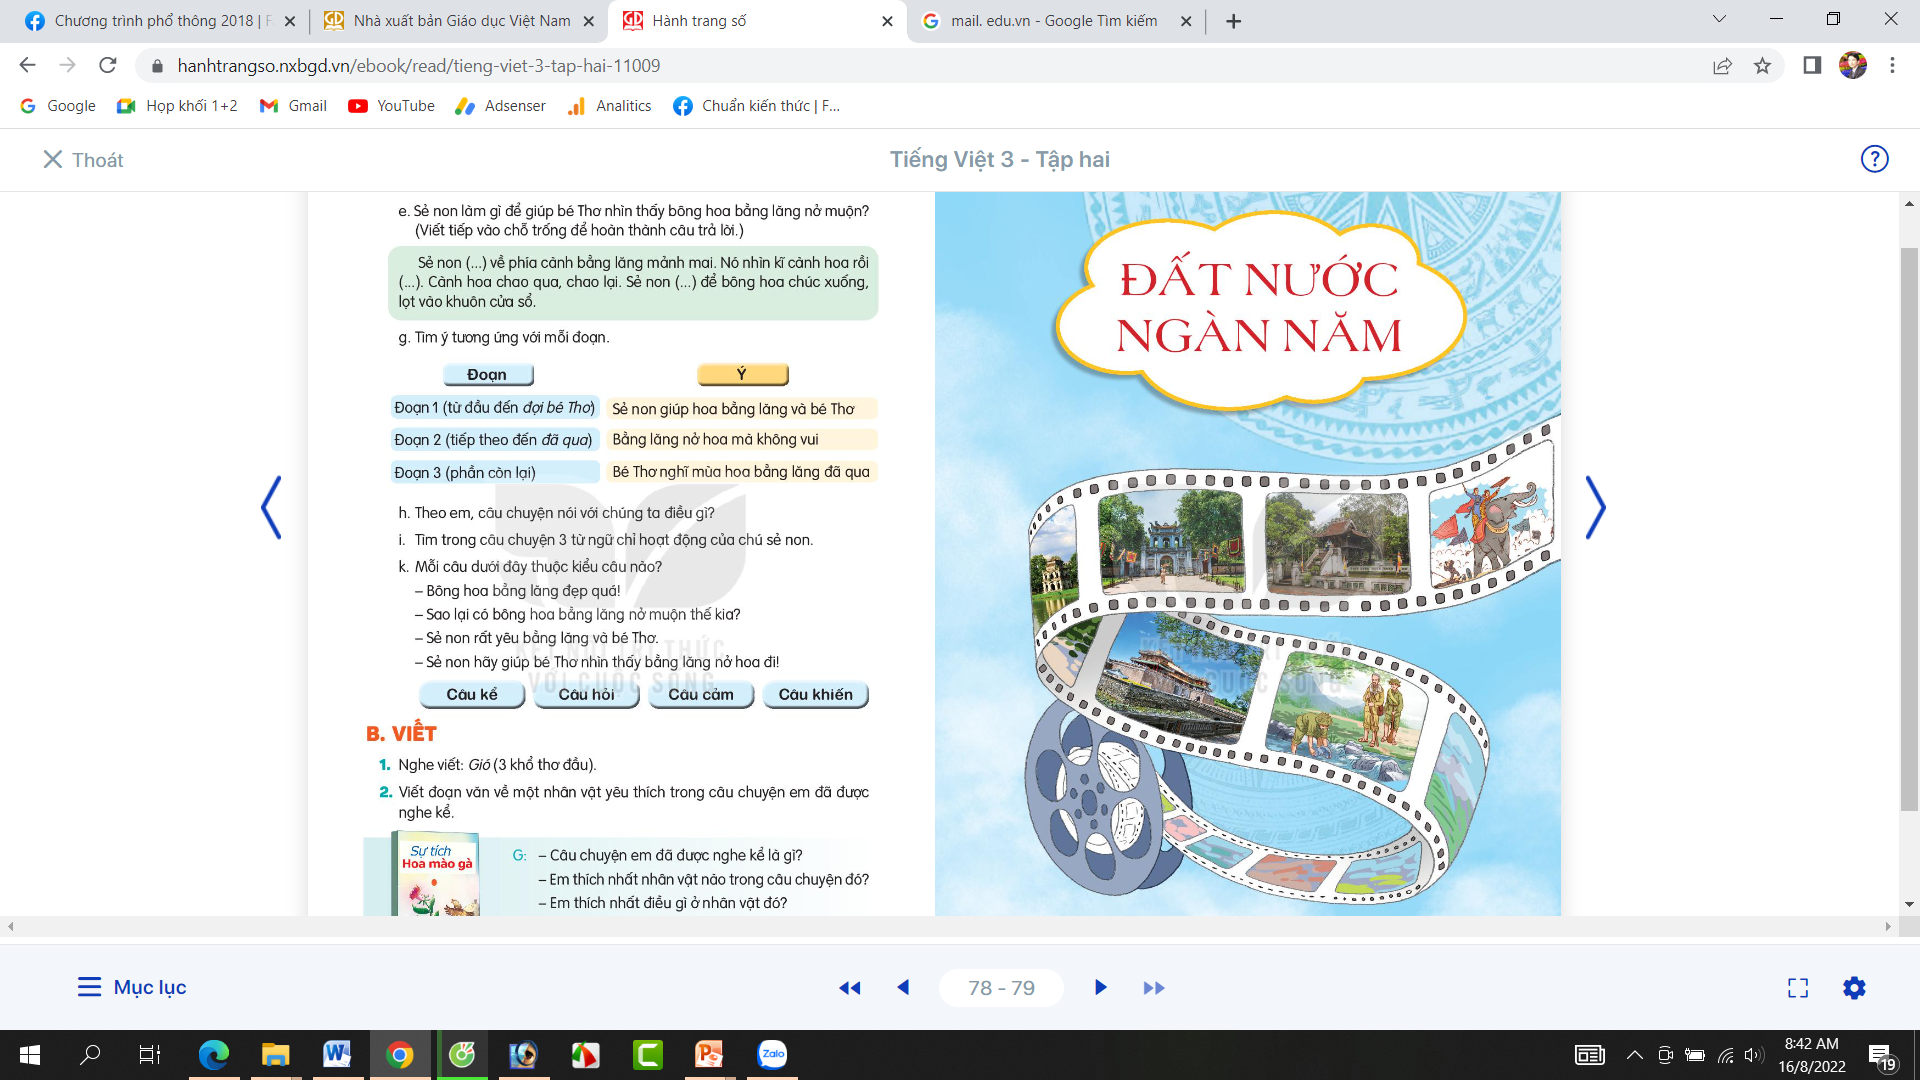 Chương trình phổ thông 2018 | F
Nhà xuất bản Giáo dục Việt Nam
Hành trang số
mail. edu.vn - Google Tìm kiếm
hanhtrangso.nxbgd.vn/ebook/read/tieng-viet-3-tap-hai-11009
Google
Họp khối 1+2
Gmail
YouTube
Adsenser
Analitics
Chuẩn kiến thức | F...
Thoát
Tiếng Việt 3 - Tập hai
?
e. Sẻ non làm gì để giúp bé Thơ nhìn thấy bông hoa bằng lăng nở muộn?
(Viết tiếp vào chỗ trống để hoàn thành câu trả lời.)
Sẻ non (...) về phía cành bằng lăng mảnh mai. Nó nhìn kĩ cành hoa rồi
(...). Cành hoa chao qua, chao lại. Sẻ non (...) để bông hoa chúc xuống,
lọt vào khuôn cửa sổ.
g. Tìm ý tương ứng với mỗi đoạn.
Đoạn
Ý
Đoạn 1 (từ đầu đến đợi bé Thơ)
Sẻ non giúp hoa bằng lăng và bé Thơ
Đoạn 2 (tiếp theo đến đã qua)
Bằng lăng nở hoa mà không vui
Đoạn 3 (phần còn lại)
Bé Thơ nghĩ mùa hoa bằng lăng đã qua
h. Theo em, câu chuyện nói với chúng ta điều gì?
i. Tìm trong câu chuyện 3 từ ngữ chỉ hoạt động của chú sẻ non.
k. Mỗi câu dưới đây thuộc kiểu câu nào?
– Bông hoa bằng lăng đẹp quá!
– Sao lại có bông hoa bằng lăng nở muộn thế kia?
– Sẻ non rất yêu bằng lăng và bé Thơ.
– Sẻ non hãy giúp bé Thơ nhìn thấy bằng lăng nở hoa đi!
KẾT NỐI TRI THỨC
VỚI CUỘC SỐNG
Câu kể
Câu hỏi
Câu cảm
Câu khiến
B. VIẾT
1. Nghe viết: Gió (3 khổ thơ đầu).
2. Viết đoạn văn về một nhân vật yêu thích trong câu chuyện em đã được
nghe kể.
Sự tích
Hoa mào gà
G: – Câu chuyện em đã được nghe kể là gì?
– Em thích nhất nhân vật nào trong câu chuyện đó?
– Em thích nhất điều gì ở nhân vật đó?
ĐẤT NƯỚC
NGÀN NĂM
Mục lục
78 - 79
Zalo
8:42 AM
16/8/2022
19